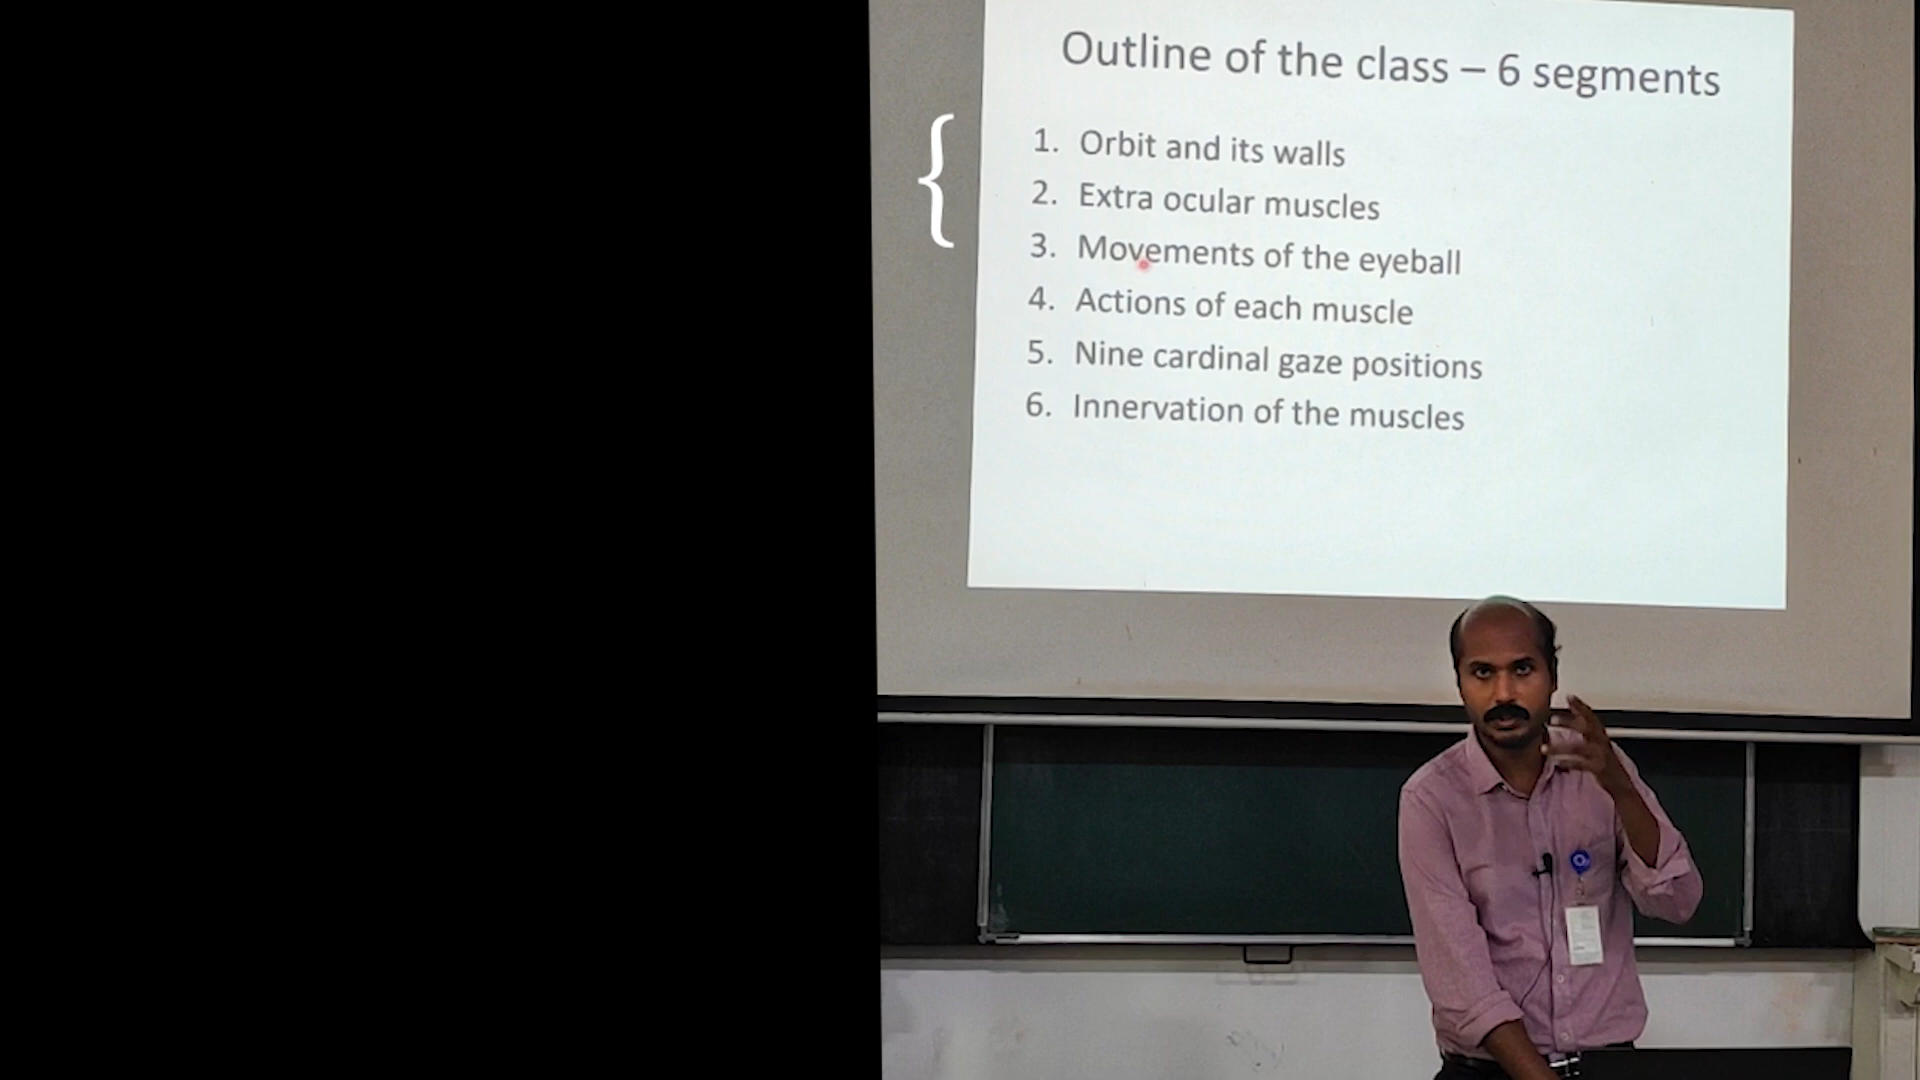 Outline of the class – 6 segments
{
1. Orbit and its walls
2. Extra ocular muscles
3. Movements of the eyeball
4. Actions of each muscle
5. Nine cardinal gaze positions
6. Innervation of the muscles